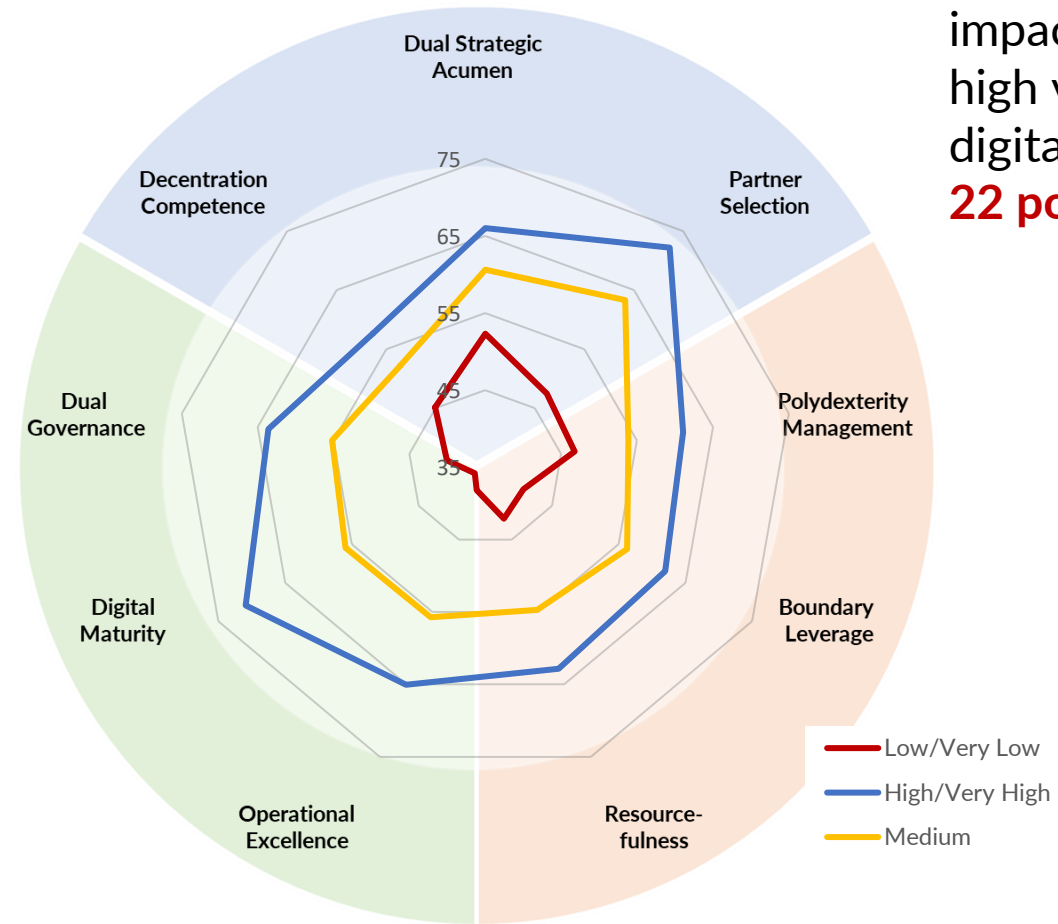 impac
high v
digita
22 po
Dual Strategic
Acumen
Decentration
Competence
Partner
Selection
75
65
55
45
35
Dual
Governance
Polydexterity
Management
Digital
Maturity
Boundary
Leverage
Operational
Excellence
Resource-
fulness
Low/Very Low
High/Very High
Medium